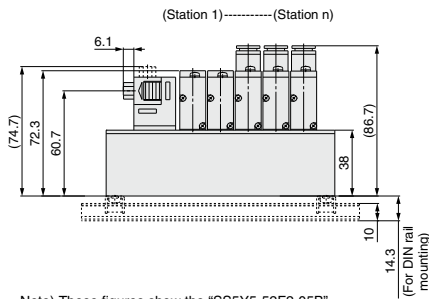 (Station 1)----------(Station n)
6.1
(74.7)
72.3
60.7
(86.7)
38
10
14.3
(For DIN rail
mounting)